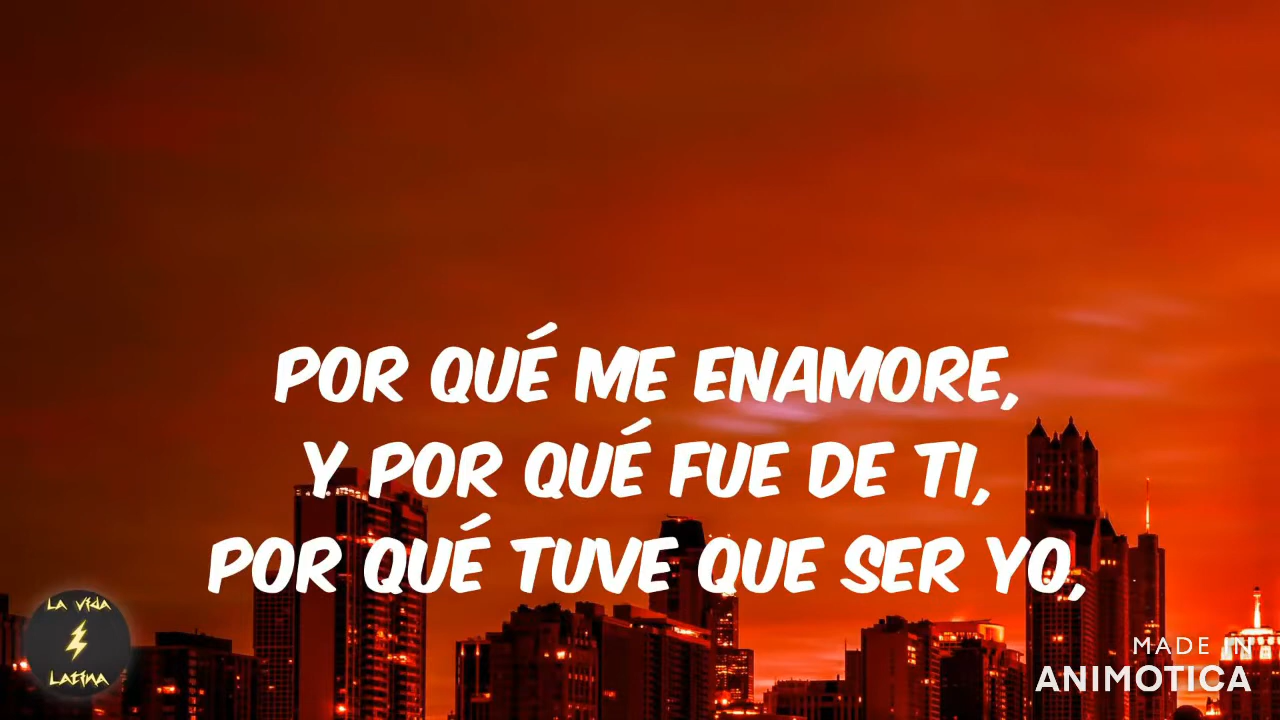 POR QUÉ ME ENAMORE,
Y POR QUÉ FUE DE TI,
POR QUÉ TUVE QUE SER YO,
LA VIDA
LATINA
MADE IN
ANIMOTICA